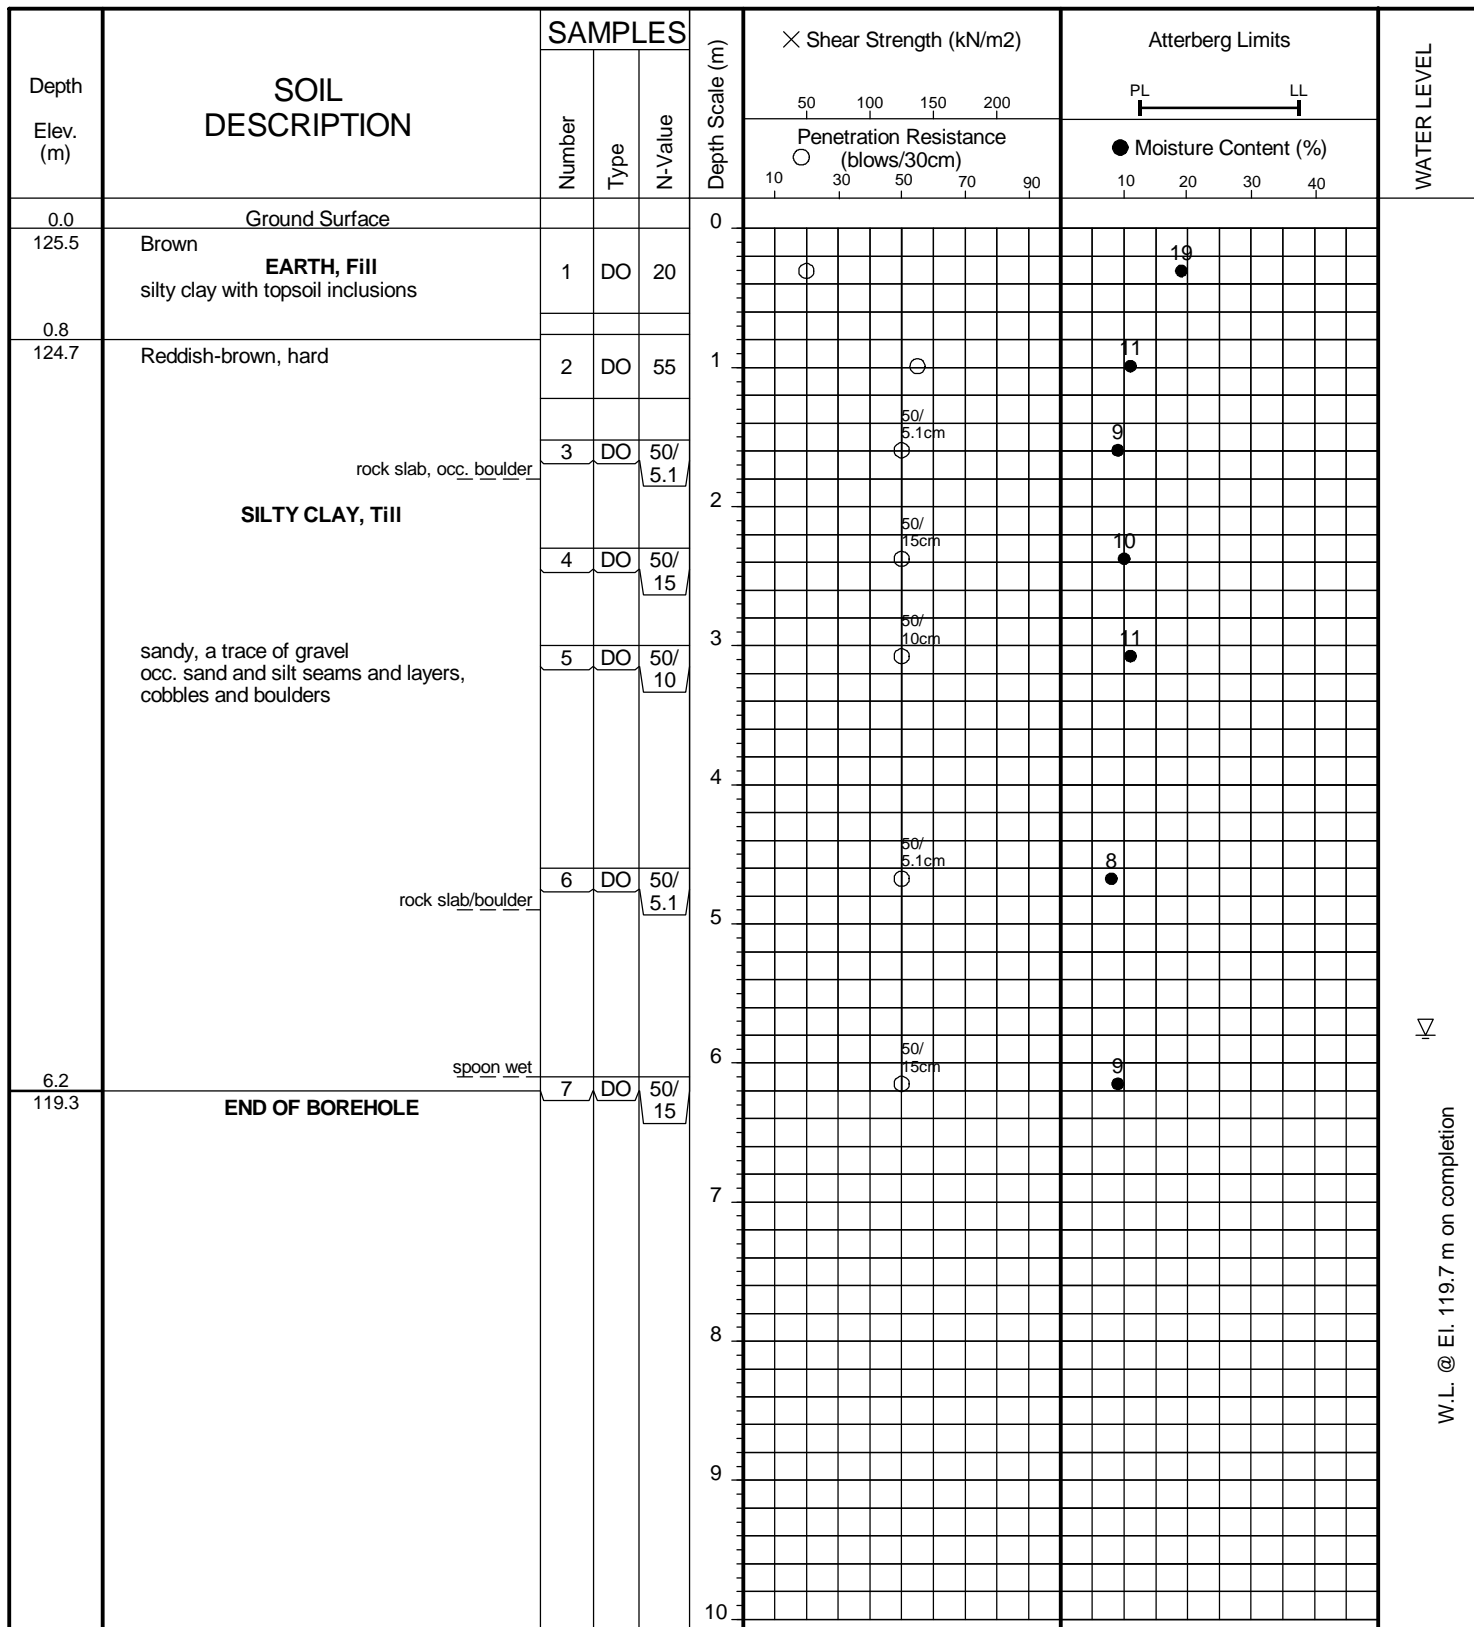 Depth
Elev.
(m)
SOIL
DESCRIPTION
SAMPLES
Number
Type
N-Value
Depth Scale (m)
× Shear Strength (kN/m2)
50 100 150 200
Penetration Resistance
(blows/30cm)
10 30 50 70 90
Atterberg Limits
PL LL
Moisture Content (%)
10 20 30 40
WATER LEVEL
0.0 Ground Surface 0
125.5 Brown
EARTH, Fill
silty clay with topsoil inclusions
1 DO 20
19
0.8
124.7 Reddish-brown, hard
2 DO 55
1
11
50/
5.1cm
9
3 DO 50/
5.1
rock slab, occ. boulder
2
SILTY CLAY, Till
50/
15cm
10
4 DO 50/
15
50/
10cm
11
3
sandy, a trace of gravel
occ. sand and silt seams and layers,
cobbles and boulders
5 DO 50/
10
4
50/
5.1cm
8
6 DO 50/
5.1
rock slab/boulder
5
50/
15cm
9
6
spoon wet
6.2
7 DO 50/
15
119.3
END OF BOREHOLE
7
8
9
10
W.L. @ El. 119.7 m on completion